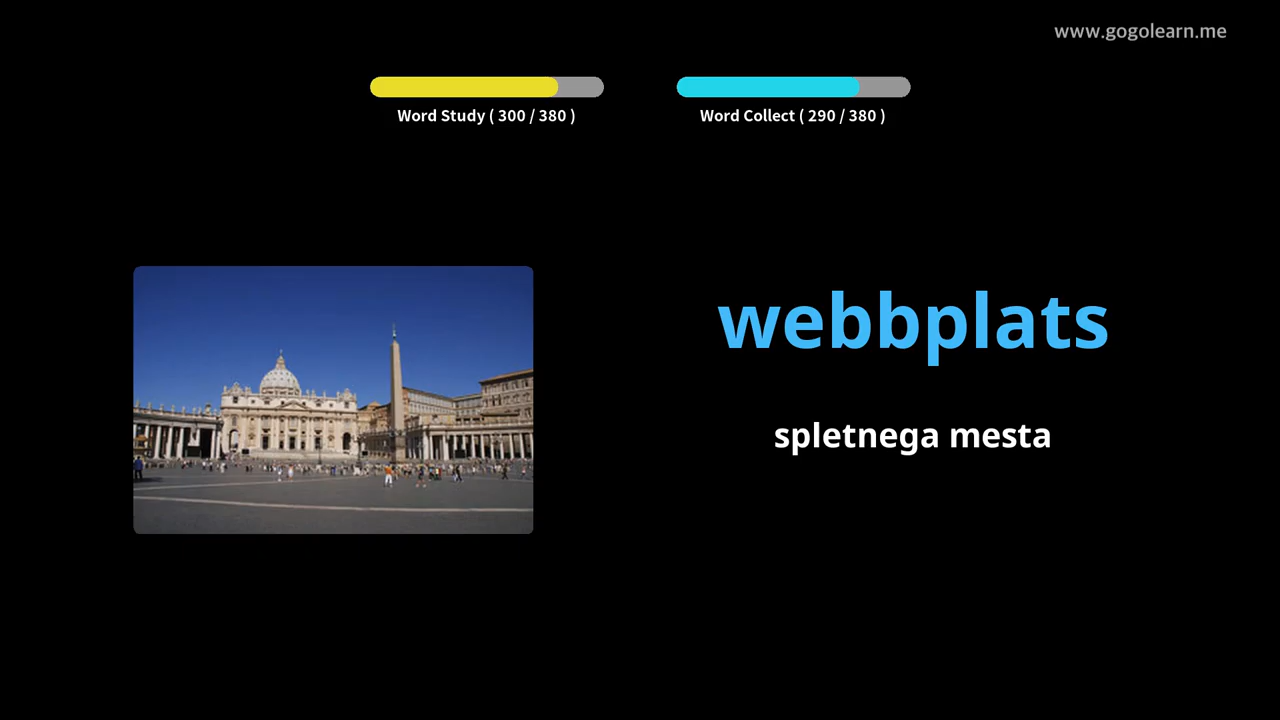 www.gogolearn.me
Word Study ( 300 / 380 )
Word Collect ( 290 / 380 )
webbplats
spletnega mesta